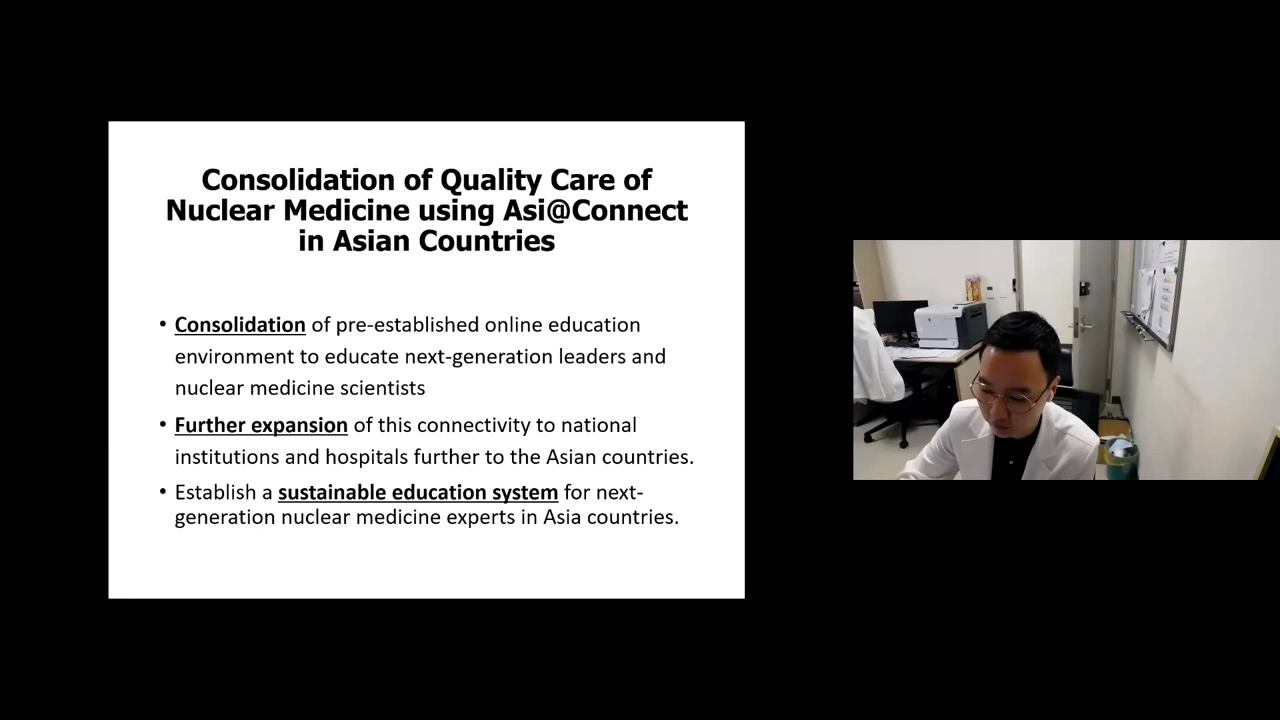 Consolidation of Quality Care of
Nuclear Medicine using Asi@Connect
in Asian Countries
• Consolidation of pre-established online education
environment to educate next-generation leaders and
nuclear medicine scientists
• Further expansion of this connectivity to national
institutions and hospitals further to the Asian countries.
• Establish a sustainable education system for next-
generation nuclear medicine experts in Asia countries.